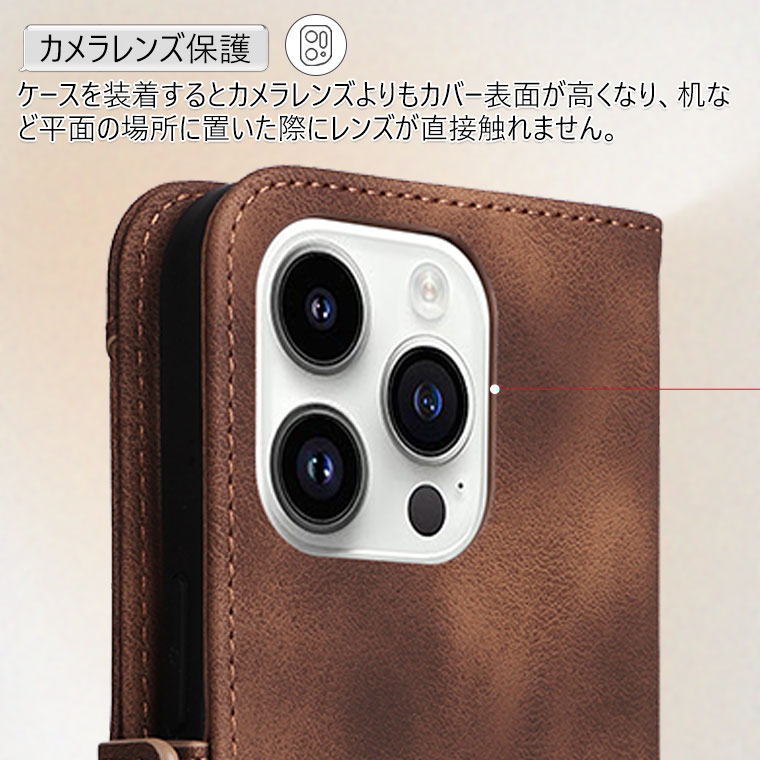 カメラレンズ保護
ケースを装着するとカメラレンズよりもカバー表面が高くなり、机な
ど平面の場所に置いた際にレンズが直接触れません。